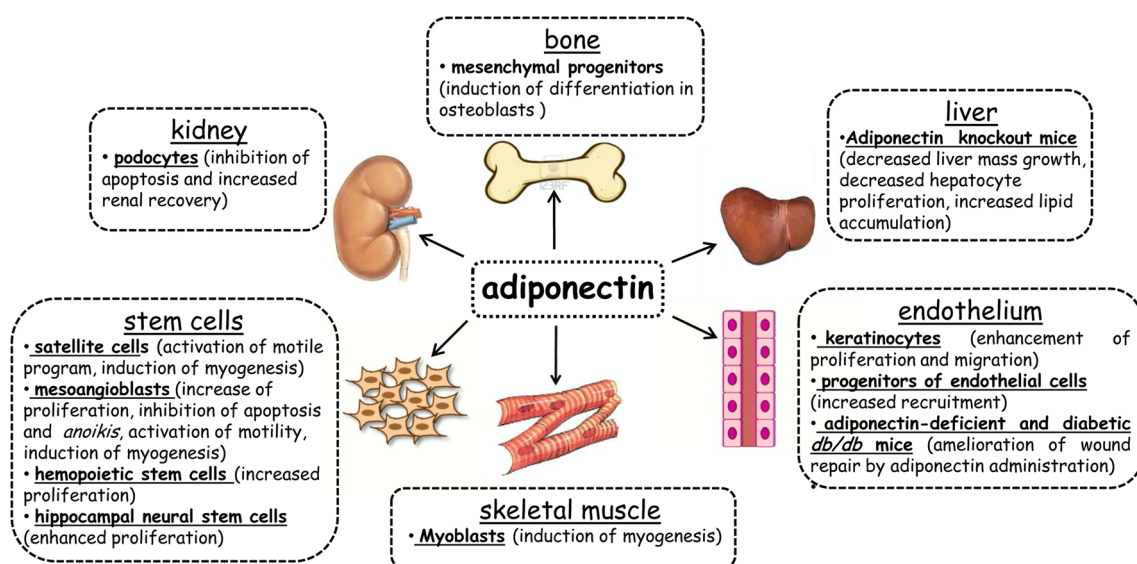 bone
• mesenchymal progenitors
(induction of differentiation in
osteoblasts )
kidney
• podocytes (inhibition of
apoptosis and increased
renal recovery)
liver
•Adiponectin knockout mice
(decreased liver mass growth,
decreased hepatocyte
proliferation, increased lipid
accumulation)
123RF
adiponectin
stem cells
• satellite cells (activation of motile
program, induction of myogenesis)
• mesoangioblasts (increase of
proliferation, inhibition of apoptosis
and anoikis, activation of motility,
induction of myogenesis)
• hemopoietic stem cells (increased
proliferation)
• hippocampal neural stem cells
(enhanced proliferation)
endothelium
• keratinocytes (enhancement of
proliferation and migration)
• progenitors of endothelial cells
(increased recruitment)
• adiponectin-deficient and diabetic
db/db mice (amelioration of wound
repair by adiponectin administration)
•
skeletal muscle
• Myoblasts (induction of myogenesis)